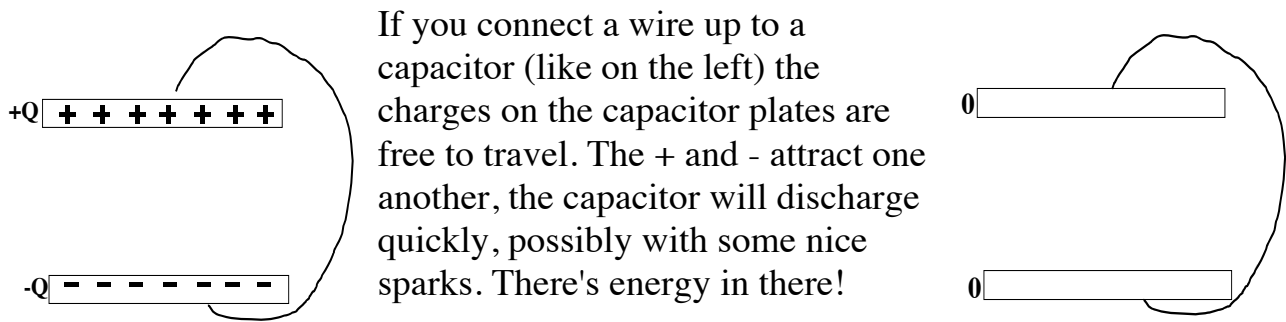 If you connect a wire up to a
capacitor (like on the left) the
charges on the capacitor plates are
free to travel. The + and - attract one
another, the capacitor will discharge
quickly, possibly with some nice
sparks. There's energy in there!
+Q
+ + + + + + +
-Q
- - - - - - -
0
0